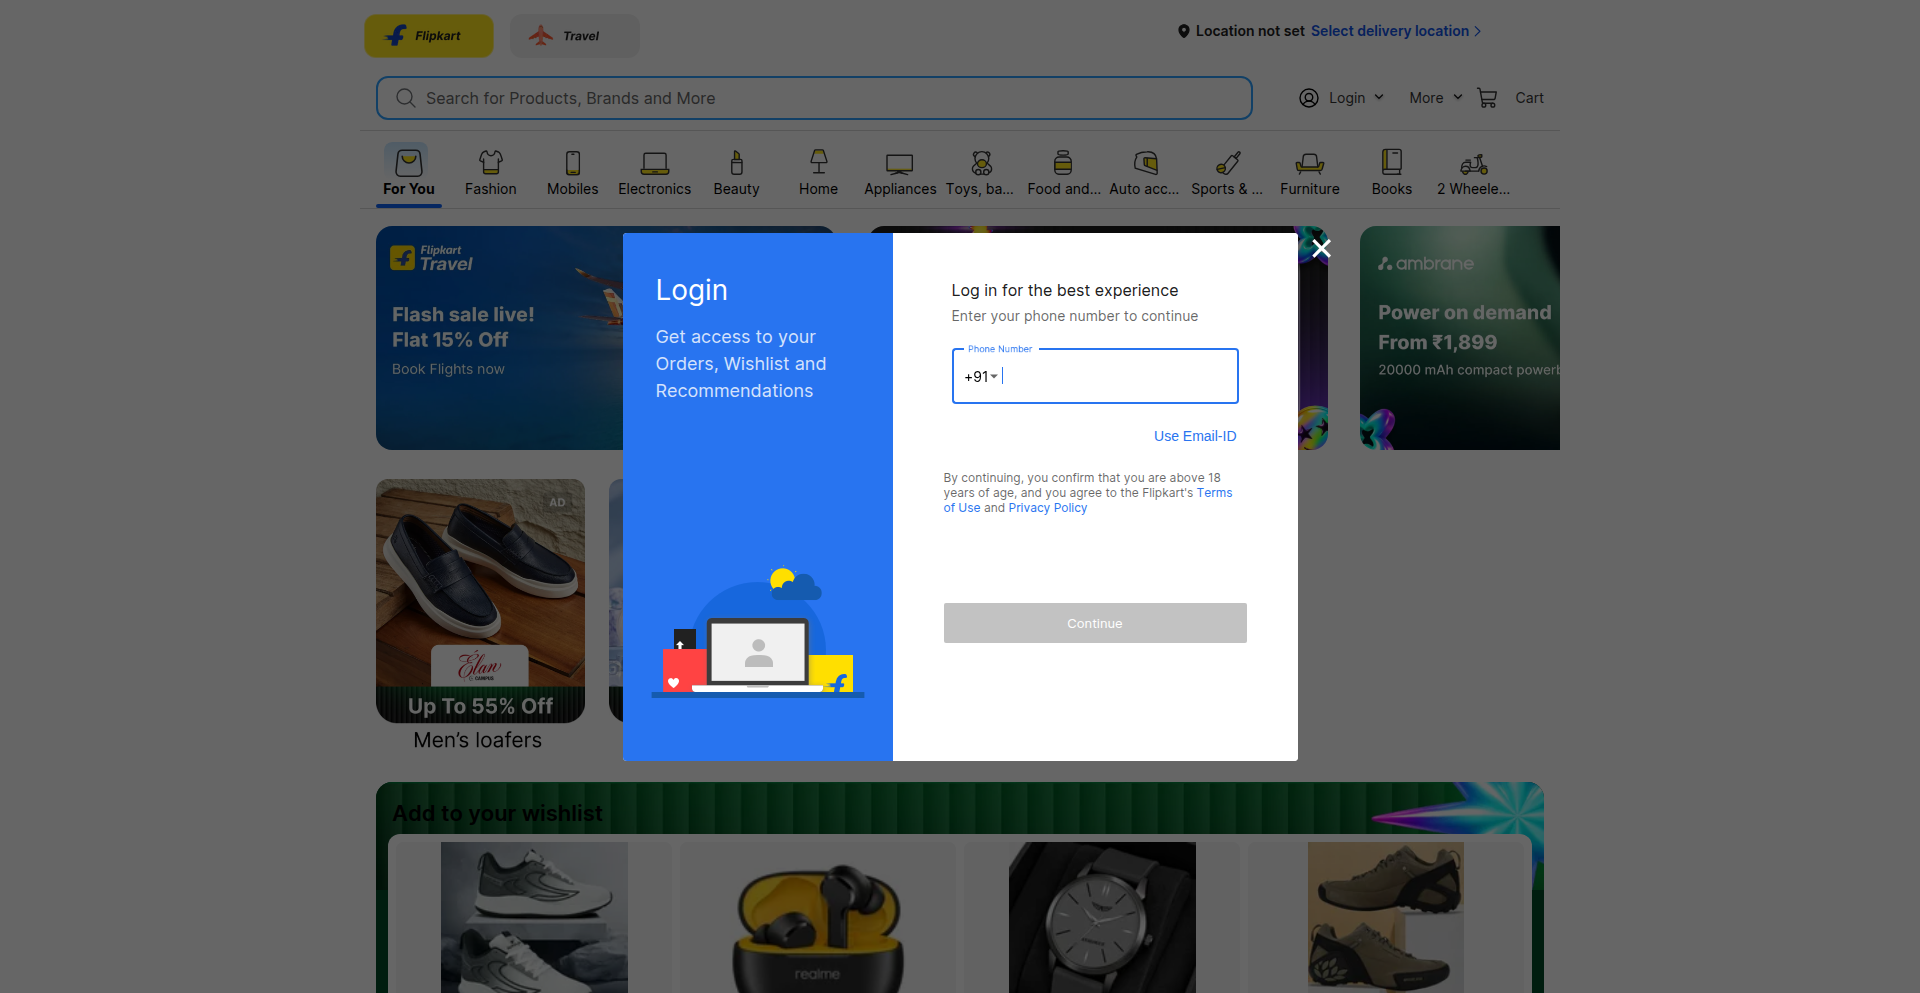 Flipkart
Travel
Location not set Select delivery location
Search for Products, Brands and More
Login
More
Cart
For You
Fashion
Mobiles
Electronics
Beauty
Home
Appliances
Toys, ba...
Food and...
Auto acc...
Sports & ...
Furniture
Books
2 Wheele...
Flipkart
Travel
Flash sale live!
Flat 15% Off
Book Flights now
ambrane
Power on demand
From ₹1,899
20000 mAh compact powerb
Login
Get access to your
Orders, Wishlist and
Recommendations
Log in for the best experience
Enter your phone number to continue
Phone Number
+91
Use Email-ID
By continuing, you confirm that you are above 18
years of age, and you agree to the Flipkart's Terms
of Use and Privacy Policy
Continue
AD
Élan
CAMPUS
Up To 55% Off
Men's loafers
Add to your wishlist
realme